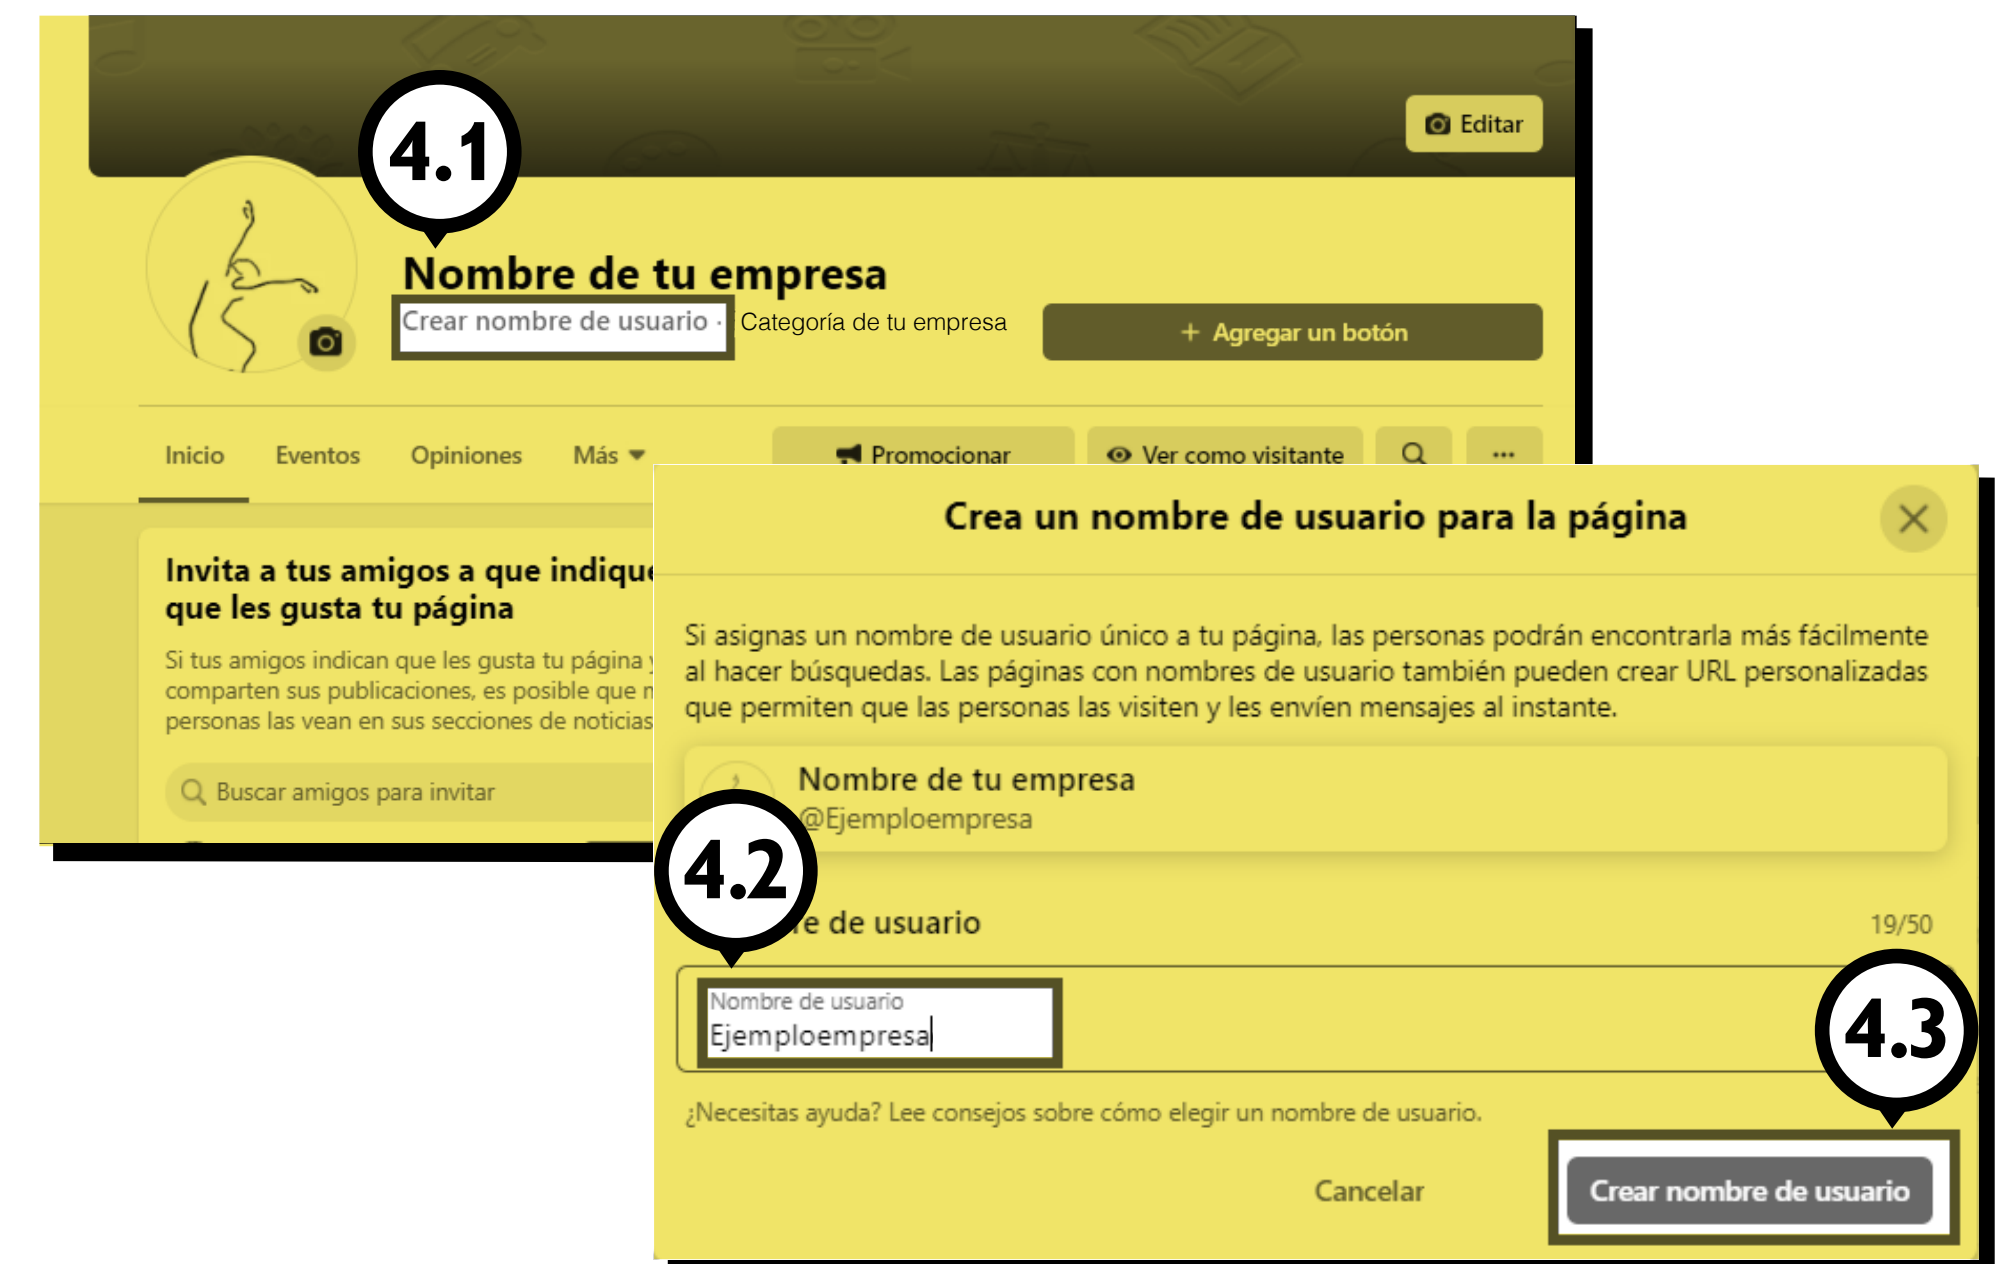 4.1
Editar
Nombre de tu empresa
Crear nombre de usuario · Categoría de tu empresa
+ Agregar un botón
Inicio Eventos Opiniones Más
Promocionar Ver como visitante ...
Invita a tus amigos a que
que les gusta tu página
Si tus amigos indican que les gusta tu página
comparten sus publicaciones, es posible que
personas las vean en sus secciones de noticias
Buscar amigos para invitar
Crea un nombre de usuario para la página
Si asignas un nombre de usuario único a tu página, las personas podrán encontrarla más fácilmente
al hacer búsquedas. Las páginas con nombres de usuario también pueden crear URL personalizadas
que permiten que las personas las visiten y les envíen mensajes al instante.
Nombre de tu empresa
@Ejemploempresa
4.2
de usuario
19/50
Nombre de usuario
Ejemploempresa
4.3
¿Necesitas ayuda? Lee consejos sobre cómo elegir un nombre de usuario.
Cancelar
Crear nombre de usuario